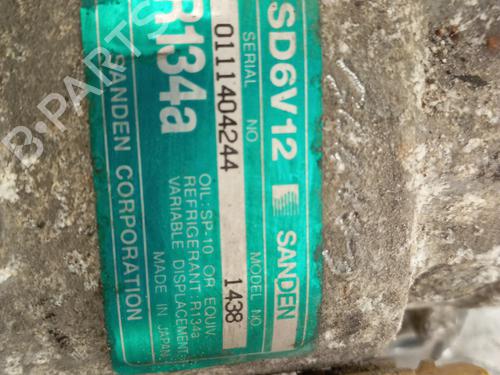 SD6V12 SANDEN
SERIAL NO. MODEL NO.
0111404244 1438
R134a
OIL: SP-10 OR EQUIV.
REFRIGERANT: R134a
VARIABLE DISPLACEMENT
MADE IN JAPAN
SANDEN CORPORATION
B-PARTS